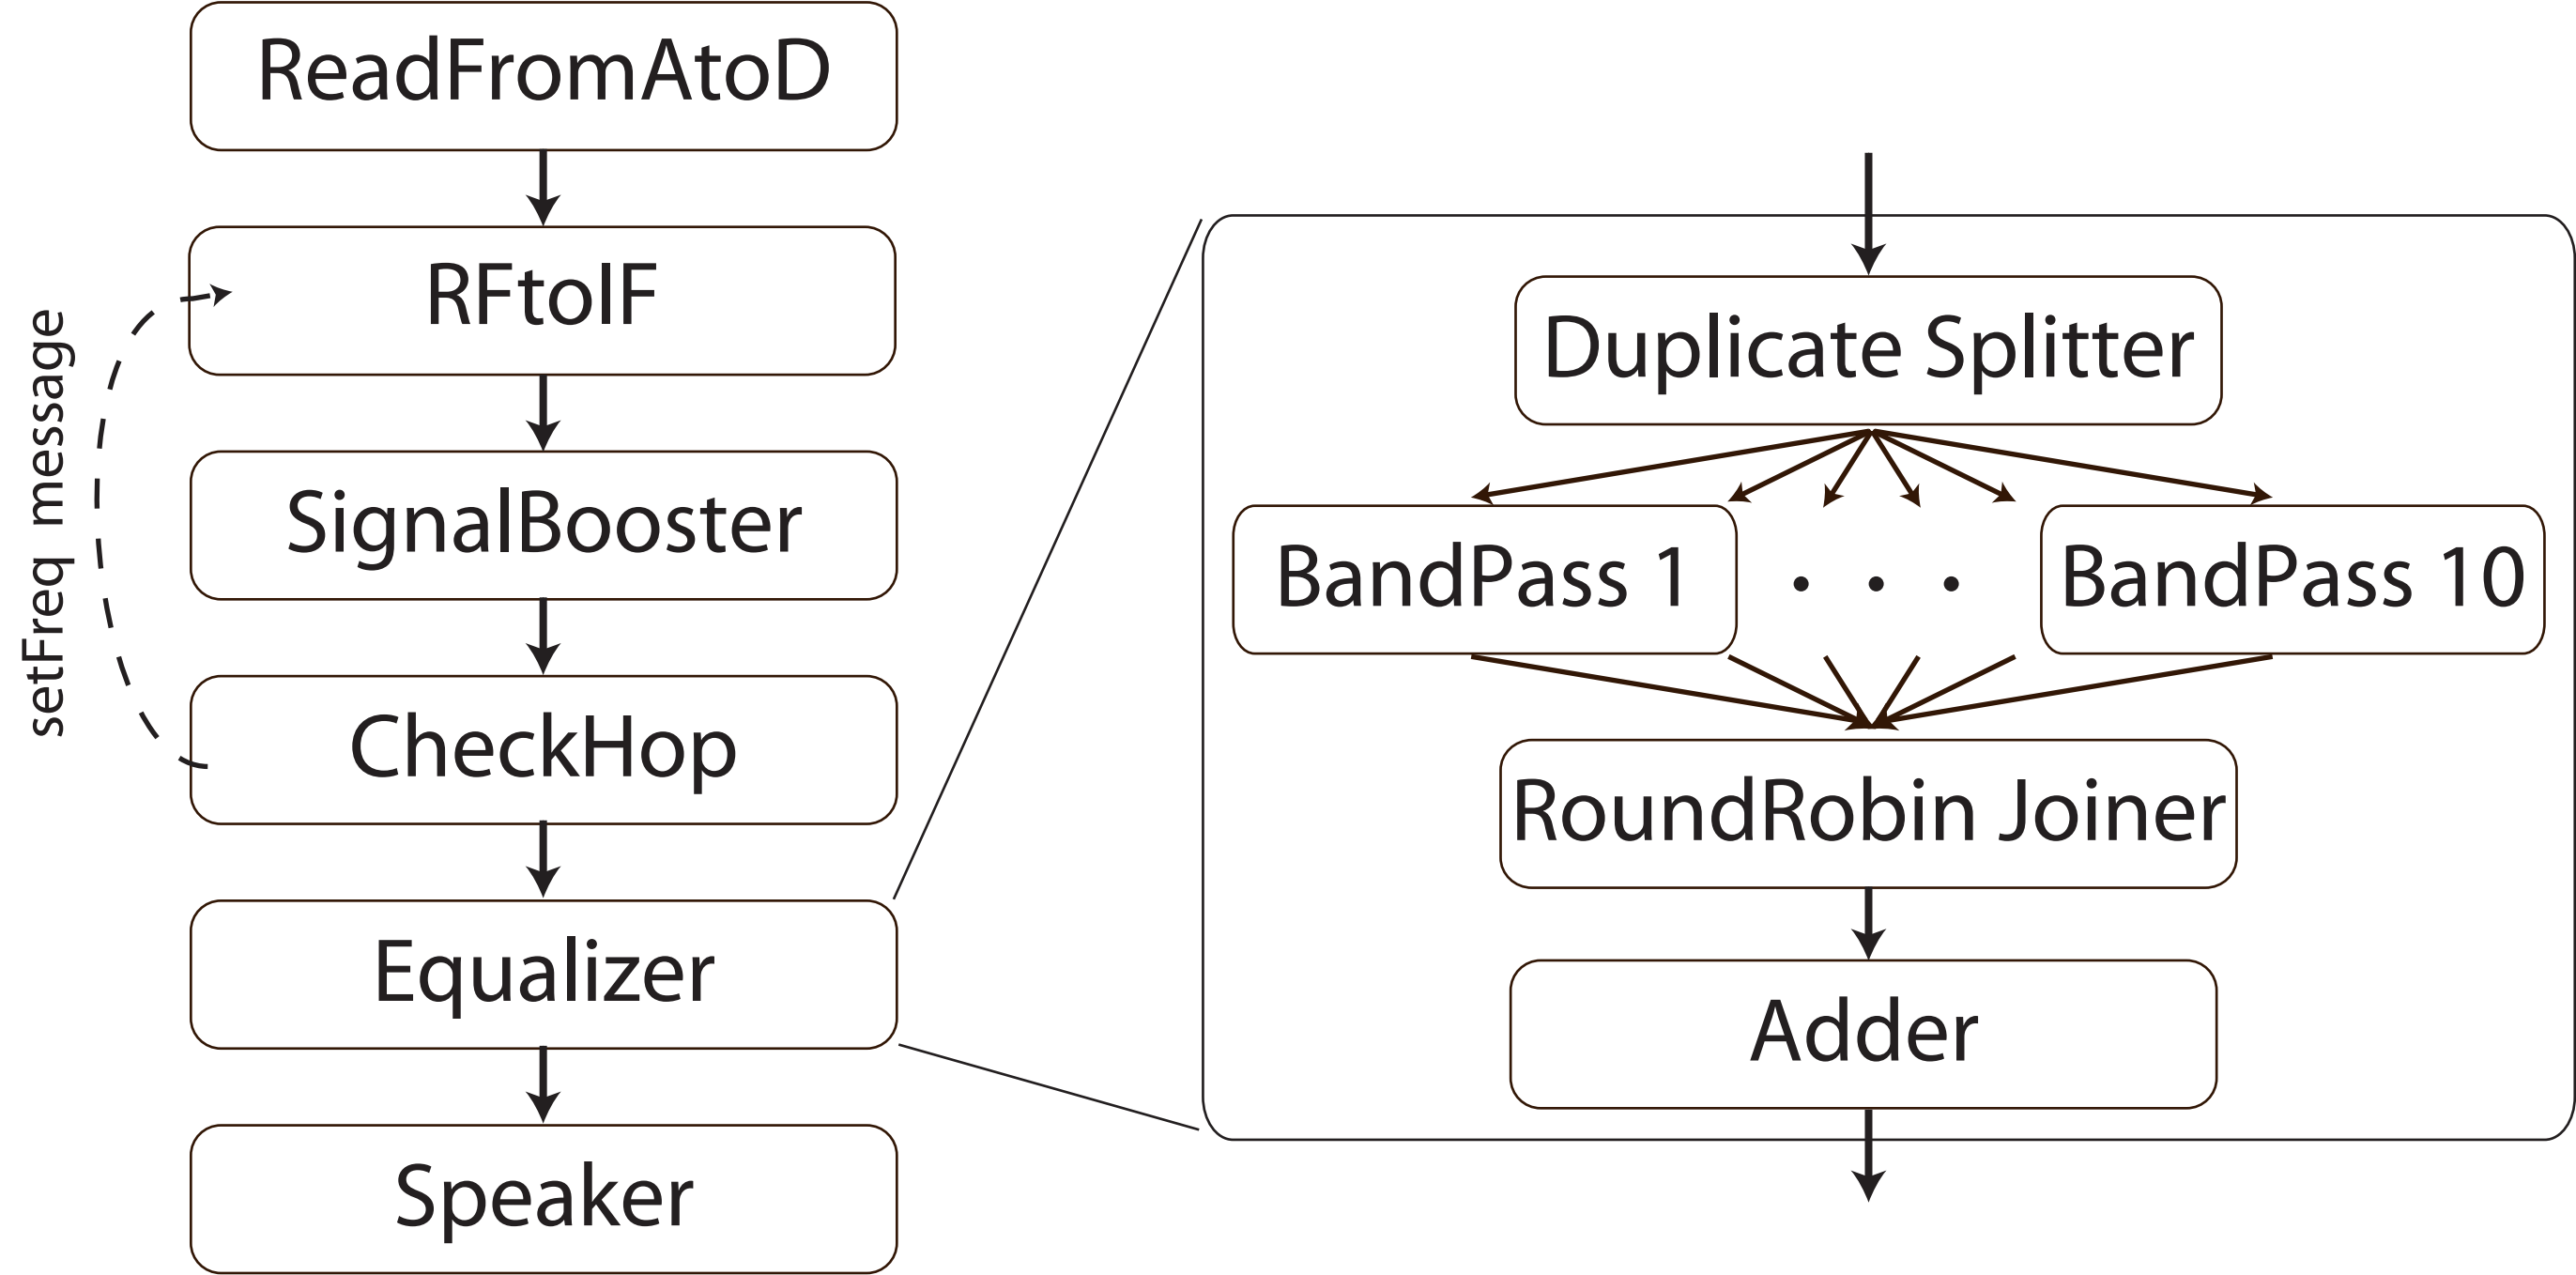 ReadFromAtoD
RFtoIF
setFreq message
SignalBooster
CheckHop
Equalizer
Speaker
Duplicate Splitter
BandPass 1
. . .
BandPass 10
RoundRobin Joiner
Adder